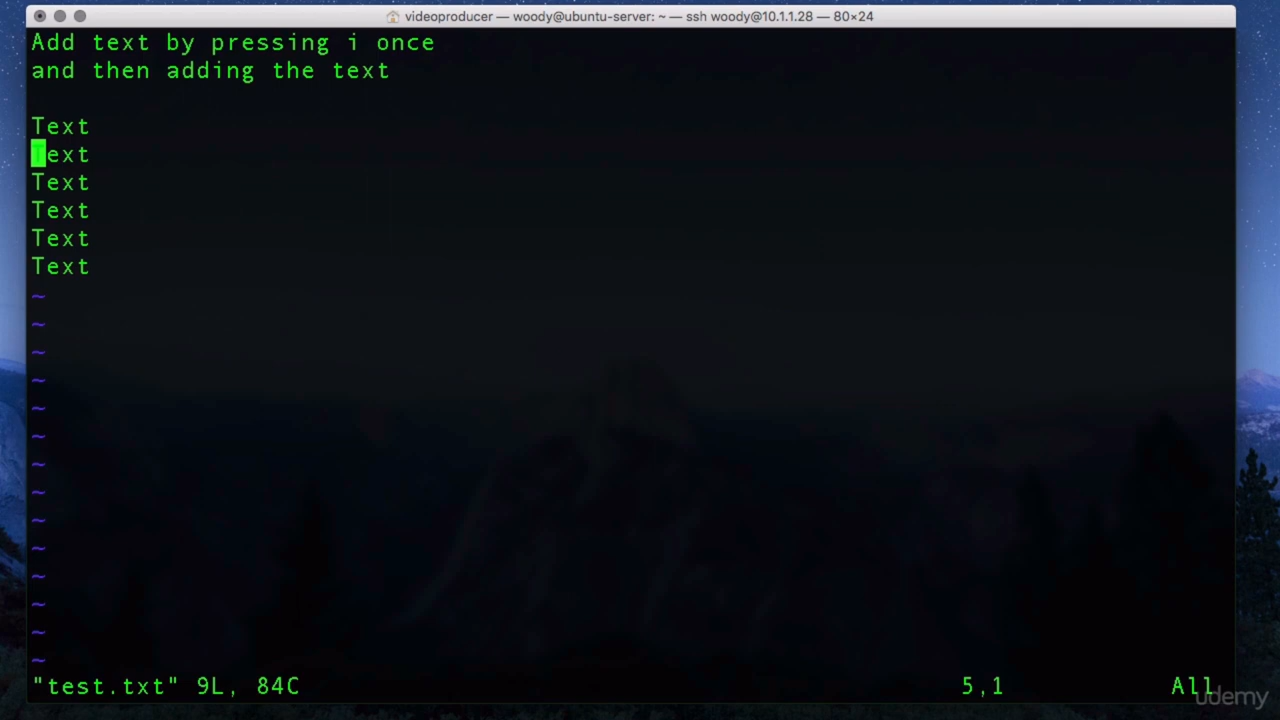 videoproducer — woody@ubuntu-server: ~ — ssh woody@10.1.1.28 — 80×24
Add text by pressing i once
and then adding the text
Text
Text
Text
Text
Text
Text
~
~
~
~
~
~
~
~
~
~
~
~
~
~
"test.txt" 9L, 84C 5,1 All
udemy